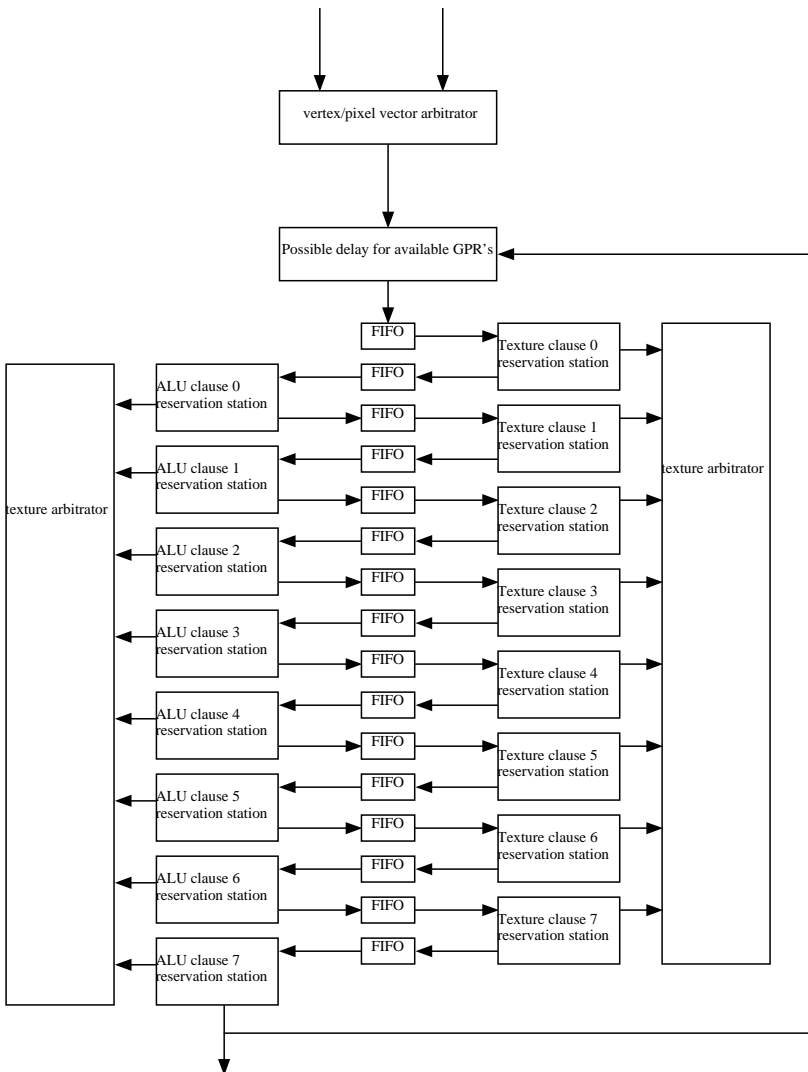 vertex/pixel vector arbitrator
Possible delay for available GPR's
FIFO
Texture clause 0
reservation station
FIFO
ALU clause 0
reservation station
FIFO
Texture clause 1
reservation station
FIFO
ALU clause 1
reservation station
texture arbitrator
texture arbitrator
FIFO
Texture clause 2
reservation station
FIFO
ALU clause 2
reservation station
FIFO
Texture clause 3
reservation station
FIFO
ALU clause 3
reservation station
FIFO
Texture clause 4
reservation station
FIFO
ALU clause 4
reservation station
FIFO
Texture clause 5
reservation station
FIFO
ALU clause 5
reservation station
FIFO
Texture clause 6
reservation station
FIFO
ALU clause 6
reservation station
FIFO
Texture clause 7
reservation station
FIFO
ALU clause 7
reservation station